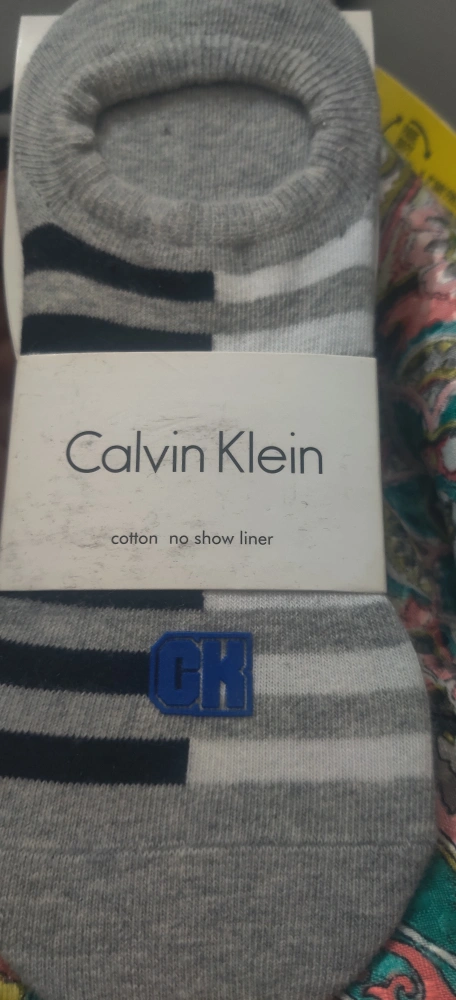 Calvin Klein
cotton no show liner
CK